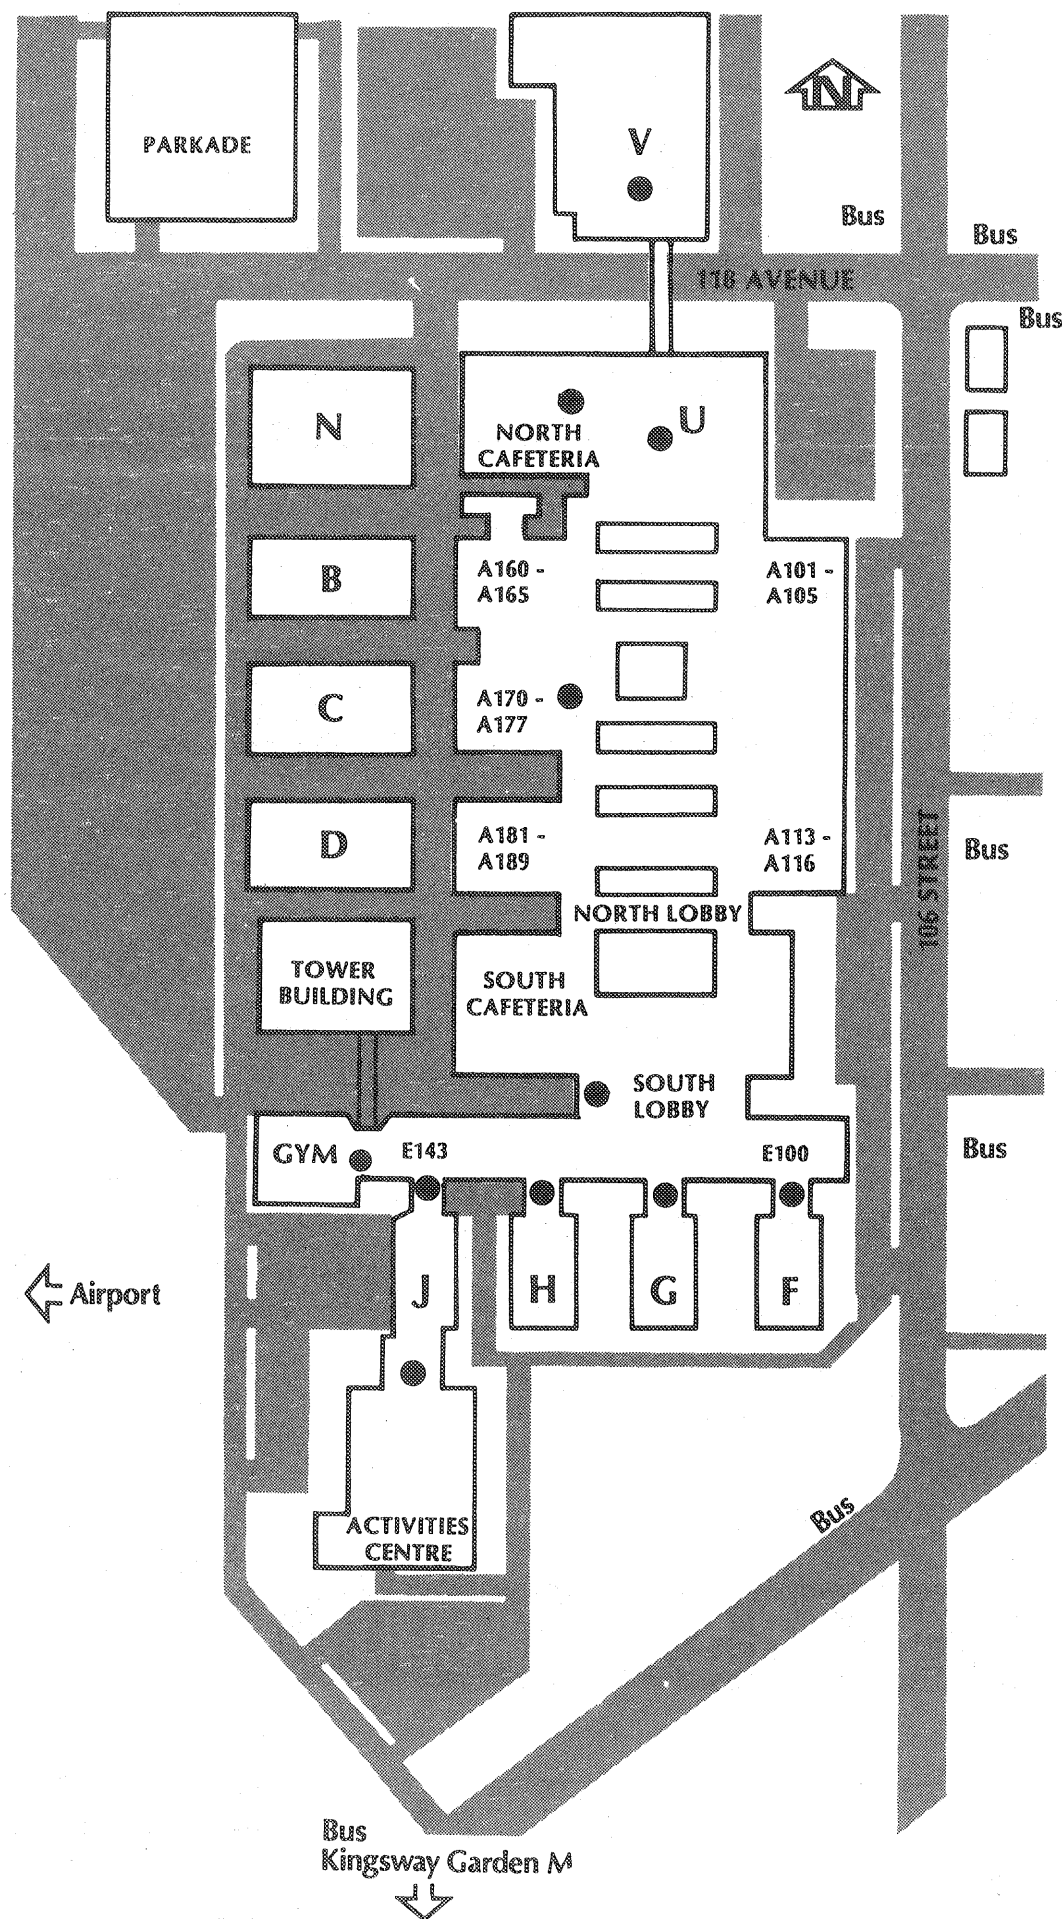 N
PARKADE
V
Bus
Bus
118 AVENUE
Bus
N
U
NORTH
CAFETERIA
B
A160 -
A165
A101 -
A105
C
A170 -
A177
D
A181 -
A189
A113 -
A116
106 STREET
Bus
NORTH LOBBY
TOWER
BUILDING
SOUTH
CAFETERIA
SOUTH
LOBBY
GYM
E143
E100
Bus
Airport
J
H
G
F
Bus
ACTIVITIES
CENTRE
Bus
Kingsway Garden M